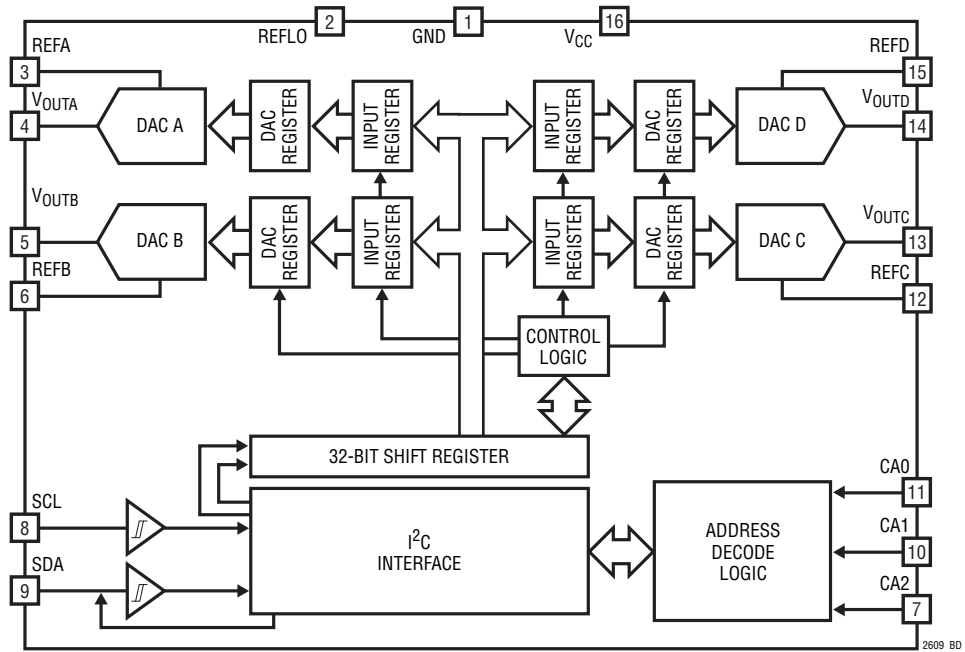 2
1
16
REFLO
GND
VCC
REFA
REFD
3
15
VOUTA
VOUTD
4
14
DAC A
DAC
REGISTER
INPUT
REGISTER
INPUT
REGISTER
DAC
REGISTER
DAC D
VOUTB
VOUTC
5
13
DAC B
DAC
REGISTER
INPUT
REGISTER
INPUT
REGISTER
DAC
REGISTER
DAC C
REFB
REFC
6
12
CONTROL
LOGIC
32-BIT SHIFT REGISTER
SCL
8
SDA
9
I2C
INTERFACE
ADDRESS
DECODE
LOGIC
CA0
11
CA1
10
CA2
7
2609 BD